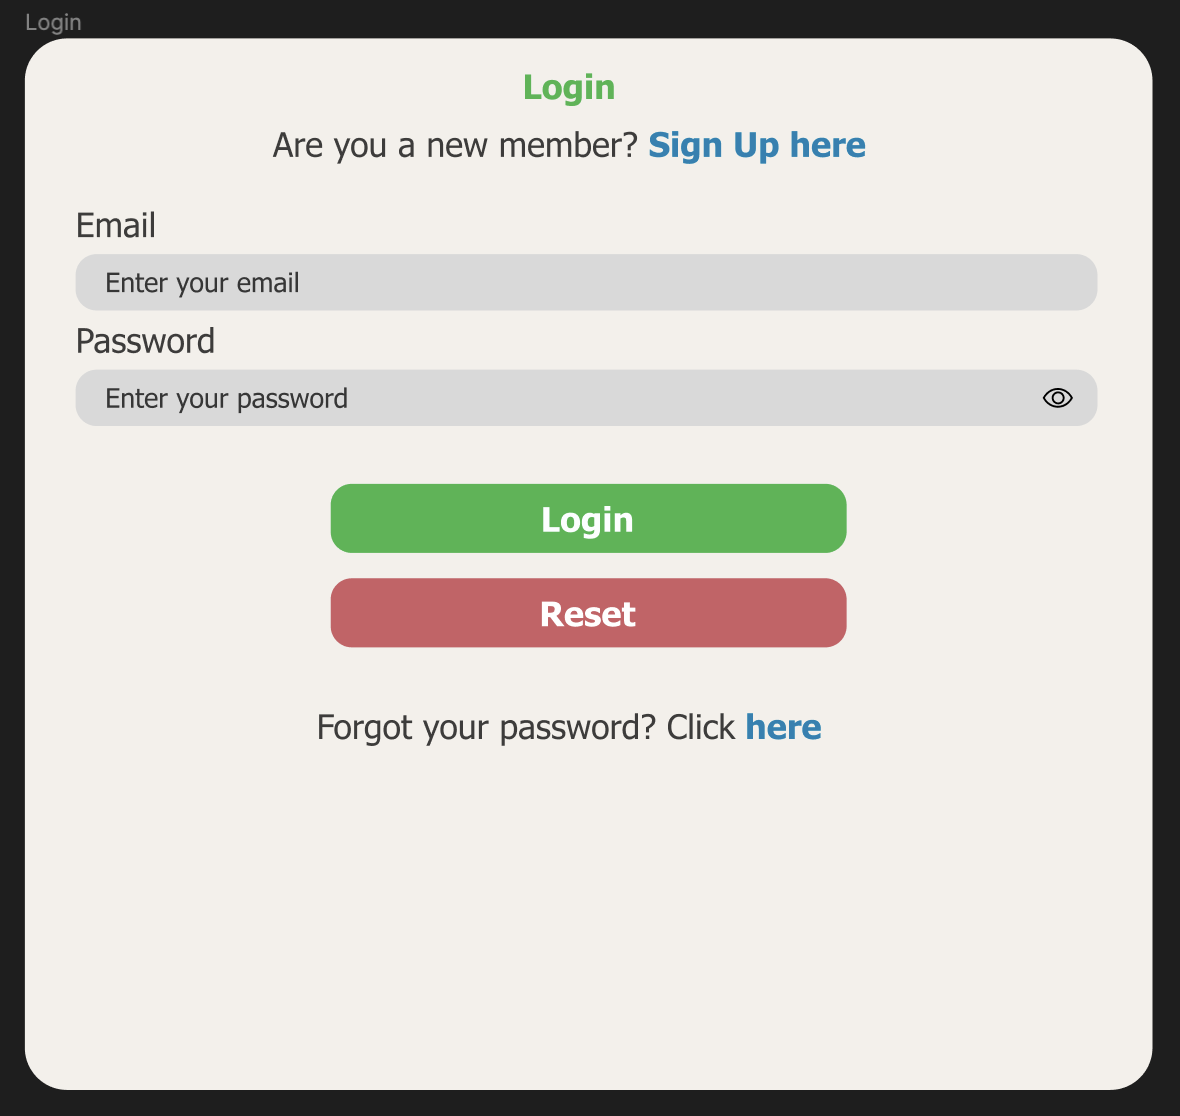 Login
Login
Are you a new member? Sign Up here
Email
Enter your email
Password
Enter your password
Login
Reset
Forgot your password? Click here